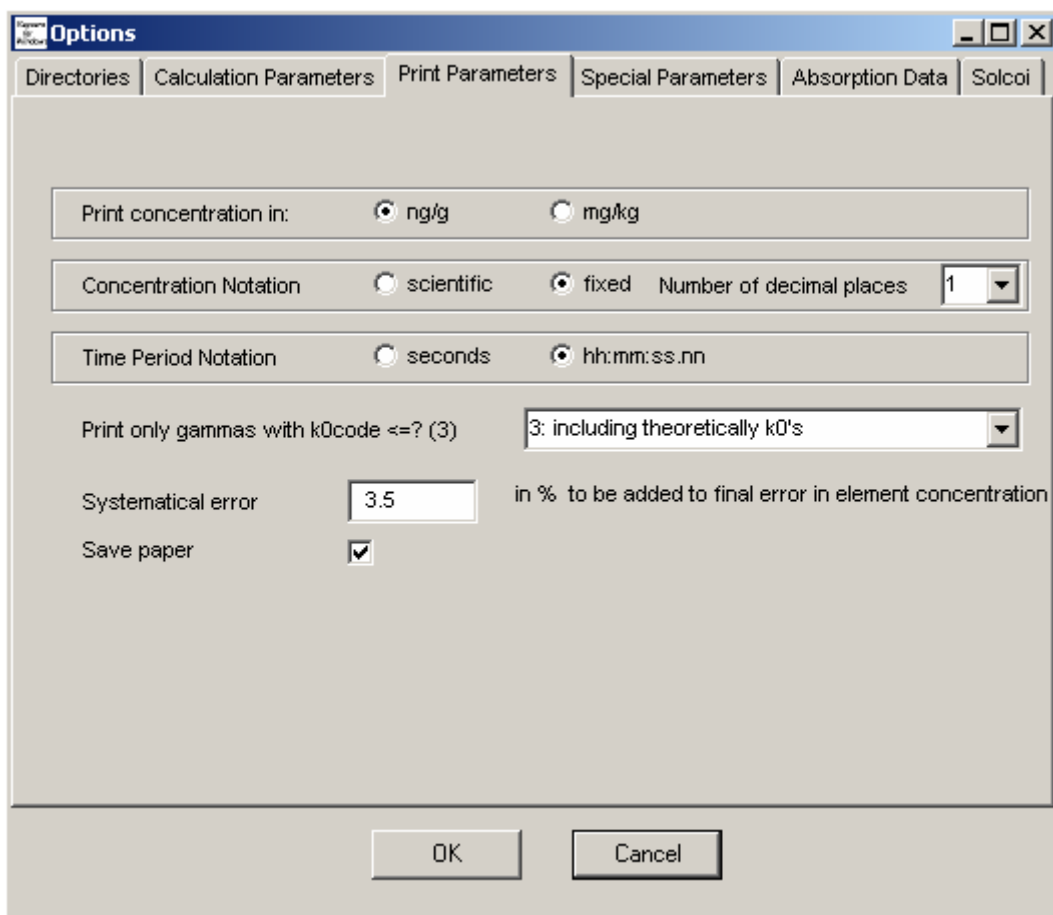 Options
Directories Calculation Parameters Print Parameters Special Parameters Absorption Data Solcoi
Print concentration in: ng/g mg/kg
Concentration Notation scientific fixed Number of decimal places 1
Time Period Notation seconds hh:mm:ss.nn
Print only gammas with k0code <=? (3) 3: including theoretically k0's
Systematical error 3.5 in % to be added to final error in element concentration
Save paper
OK Cancel